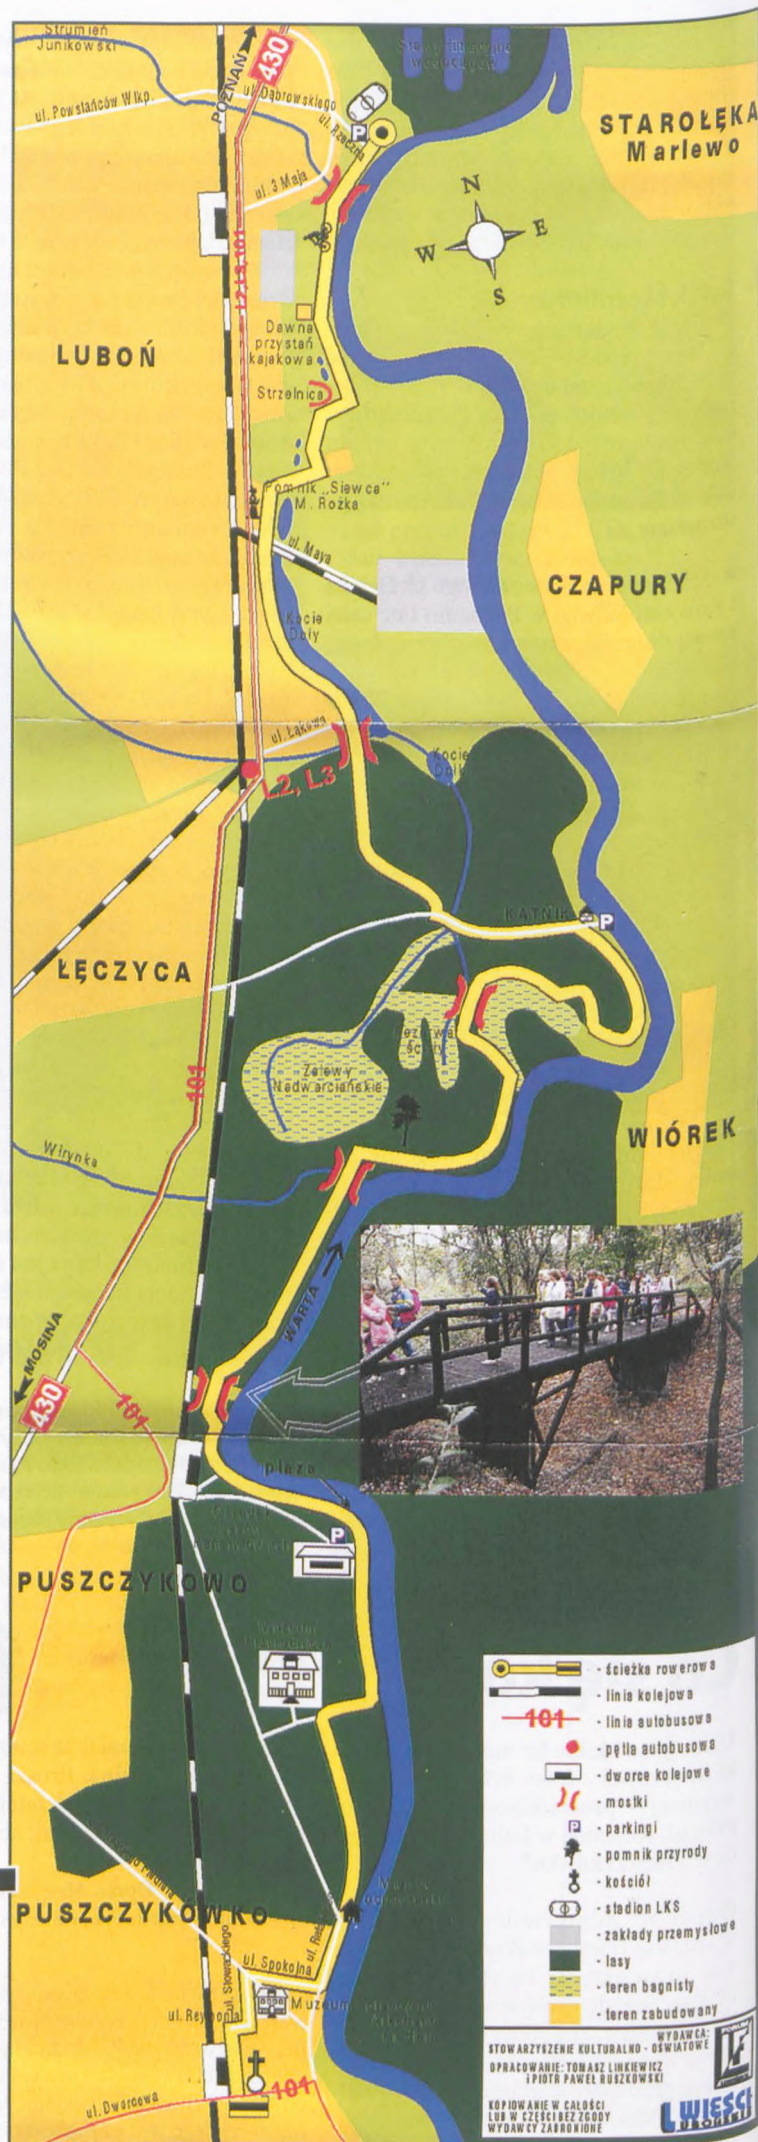 Strumień
Junikowski
POZNAŃ
430
ul. Powstańców Wlkp.
ul. Dąbrowskiego
ul. Rzeczna
P
STAROŁĘKA
Marlewo
ul. 3 Maja
N
W
E
S
L2, L3, 101
LUBOŃ
Dawna
przystań
kajakowa
Strzelnica
Pomnik „Siewca"
M. Rożka
ul. Maya
CZAPURY
Kocie
Doły
ul. Łąkowa
Kocie
L2, L3
KĄTNIK
P
ŁĘCZYCA
Zalewy
Nadwarciańskie
101
WIÓREK
Wirynka
WARTA
MOSINA
430
101
plaża
P
PUSZCZYKOWO
PUSZCZYKÓWKO
ul. Słowackiego
ul. Spokojna
Muzeum
ul. Reymonta
101
ul. Dworcowa
- ścieżka rowerowa
- linia kolejowa
101 - linia autobusowa
- pętla autobusowa
- dworce kolejowe
- mostki
P - parkingi
- pomnik przyrody
- kościół
- stadion LKS
- zakłady przemysłowe
- lasy
- teren bagnisty
- teren zabudowany
WYDAWCA:
STOWARZYSZENIE KULTURALNO - OŚWIATOWE
OPRACOWANIE: TOMASZ LINKIEWICZ
I PIOTR PAWEŁ RUSZKOWSKI
KOPIOWANIE W CAŁOŚCI
LUB W CZĘŚCI BEZ ZGODY
WYDAWCY ZABRONIONE
WIEŚCI
LUBOŃSKIE